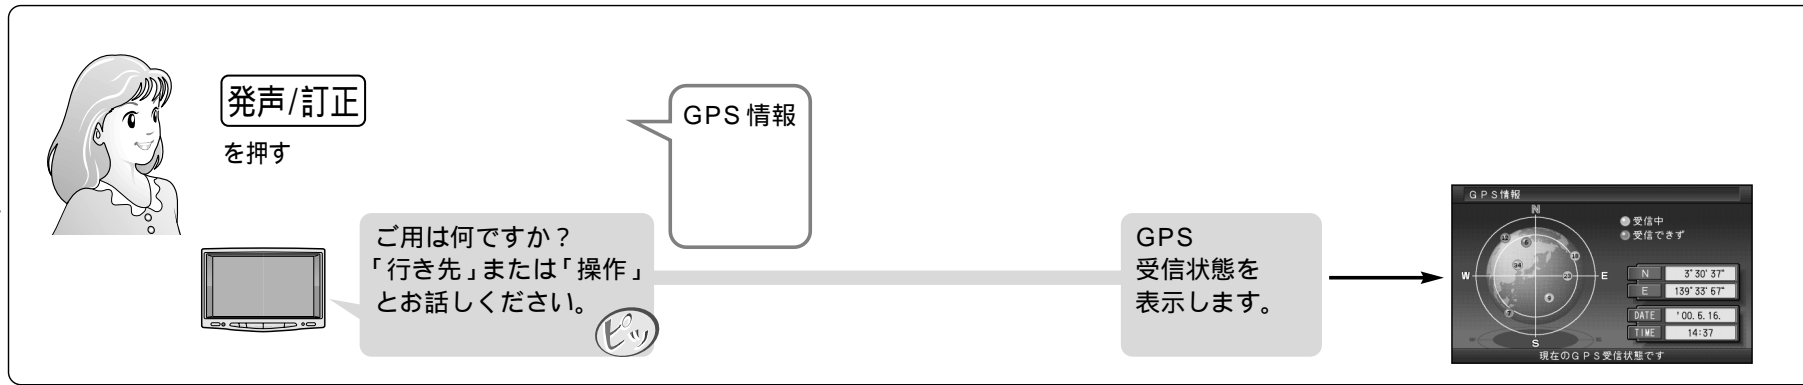 発声/訂正
を押す
GPS 情報
ご用は何ですか？
「行き先」または「操作」
とお話しください。
ピッ
GPS
受信状態を
表示します。
GPS情報
N
受信中
受信できず
W
E
S
N 3°30'37"
E 139°33'67"
DATE '00. 6. 16.
TIME 14:37
現在のGPS受信状態です